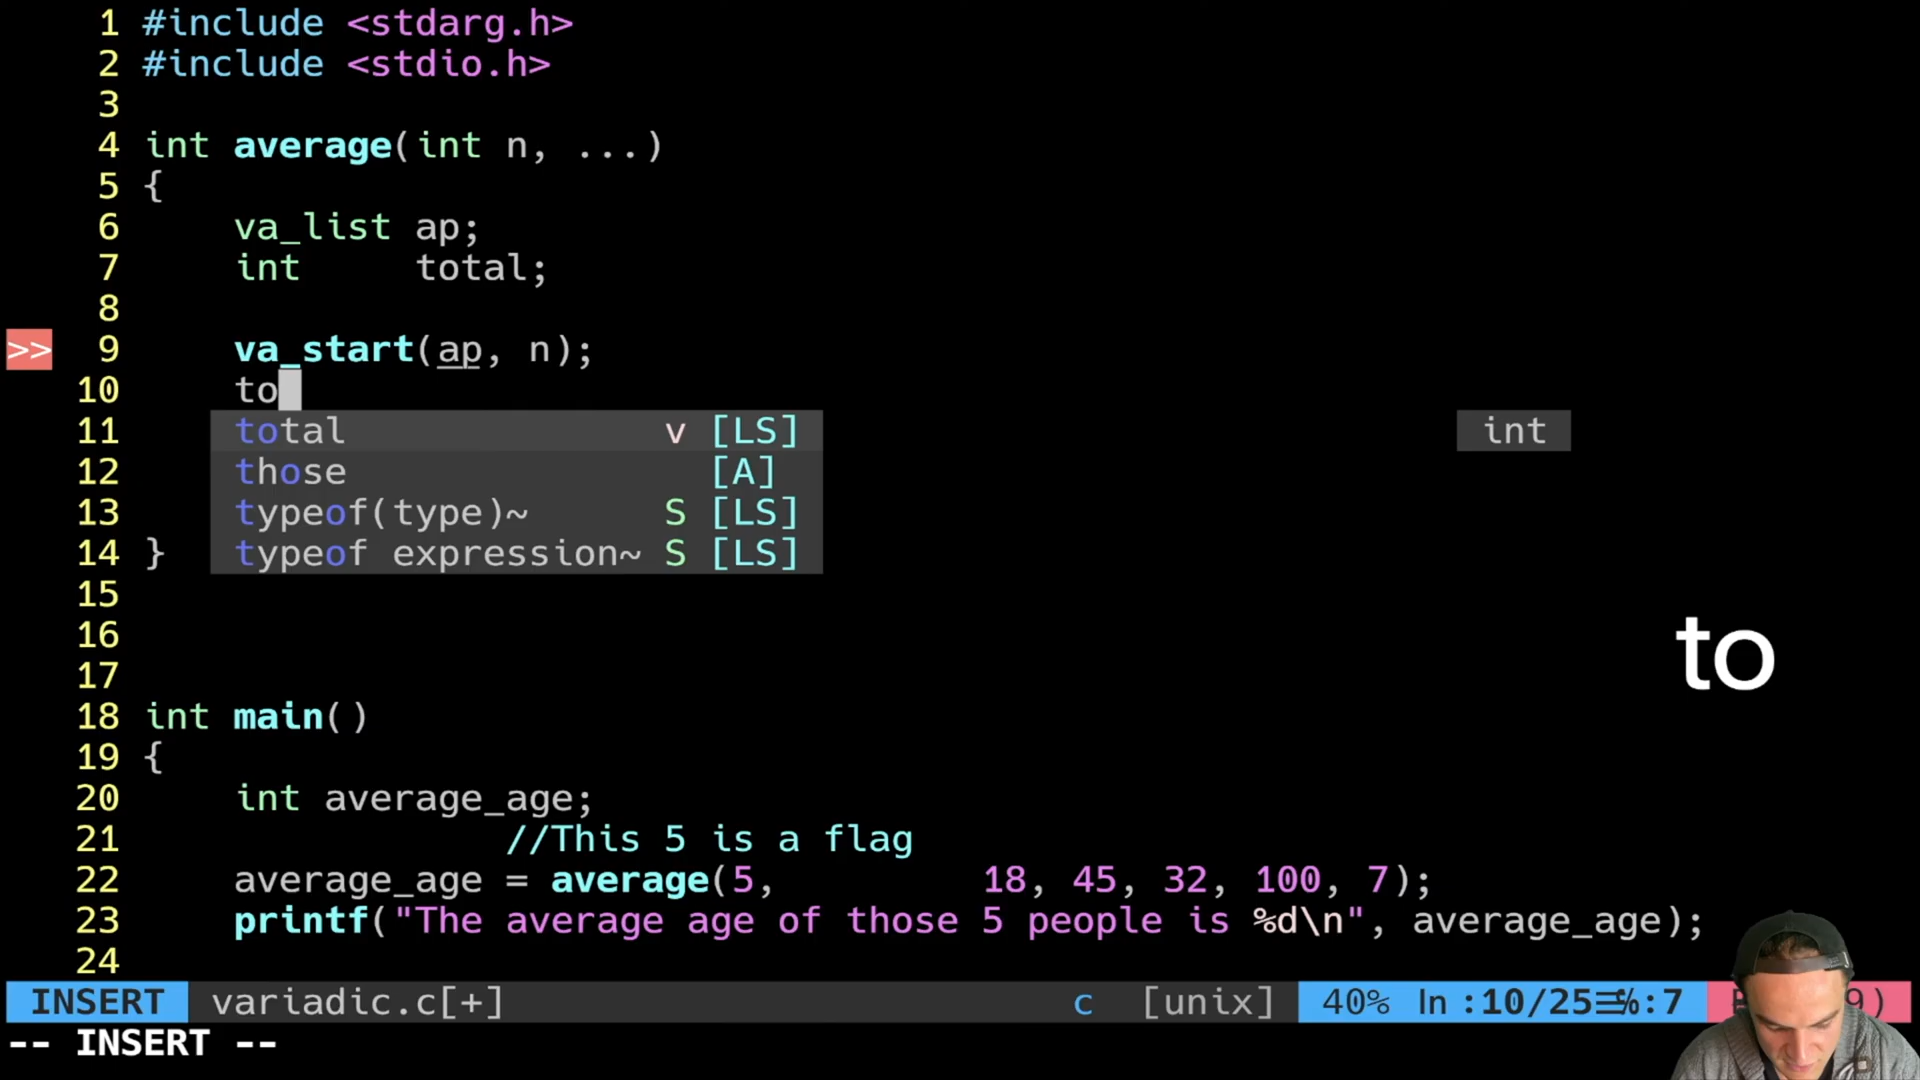 1 #include <stdarg.h>
2 #include <stdio.h>
3
4 int average(int n, ...)
5 {
6 va_list ap;
7 int total;
8
>> 9 va_start(ap, n);
10 to
11 total v [LS] int
12 those [A]
13 typeof(type)~ S [LS]
14 } typeof expression~ S [LS]
15
16
to
17
18 int main()
19 {
20 int average_age;
21 //This 5 is a flag
22 average_age = average(5, 18, 45, 32, 100, 7);
23 printf("The average age of those 5 people is %d\n", average_age);
24
INSERT variadic.c[+] c [unix] 40% ln :10/25☰℅:7
-- INSERT --